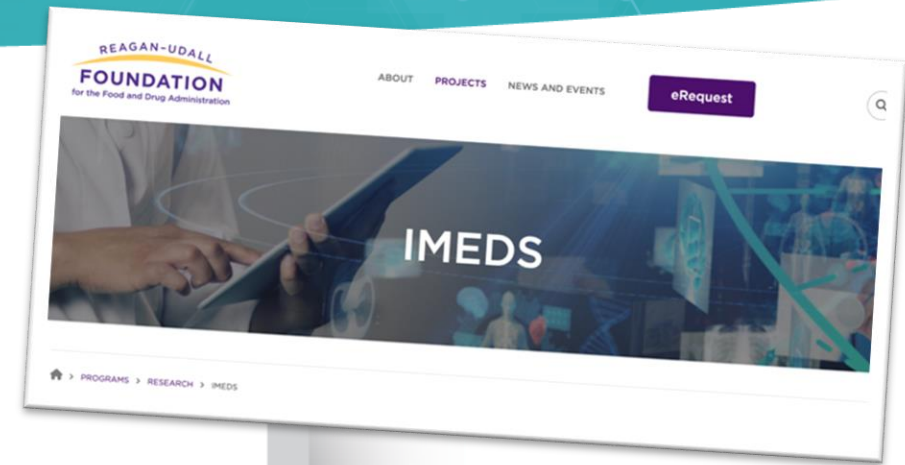 REAGAN-UDALL
FOUNDATION
for the Food and Drug Administration
ABOUT PROJECTS NEWS AND EVENTS eRequest
IMEDS
> PROGRAMS > RESEARCH > IMEDS